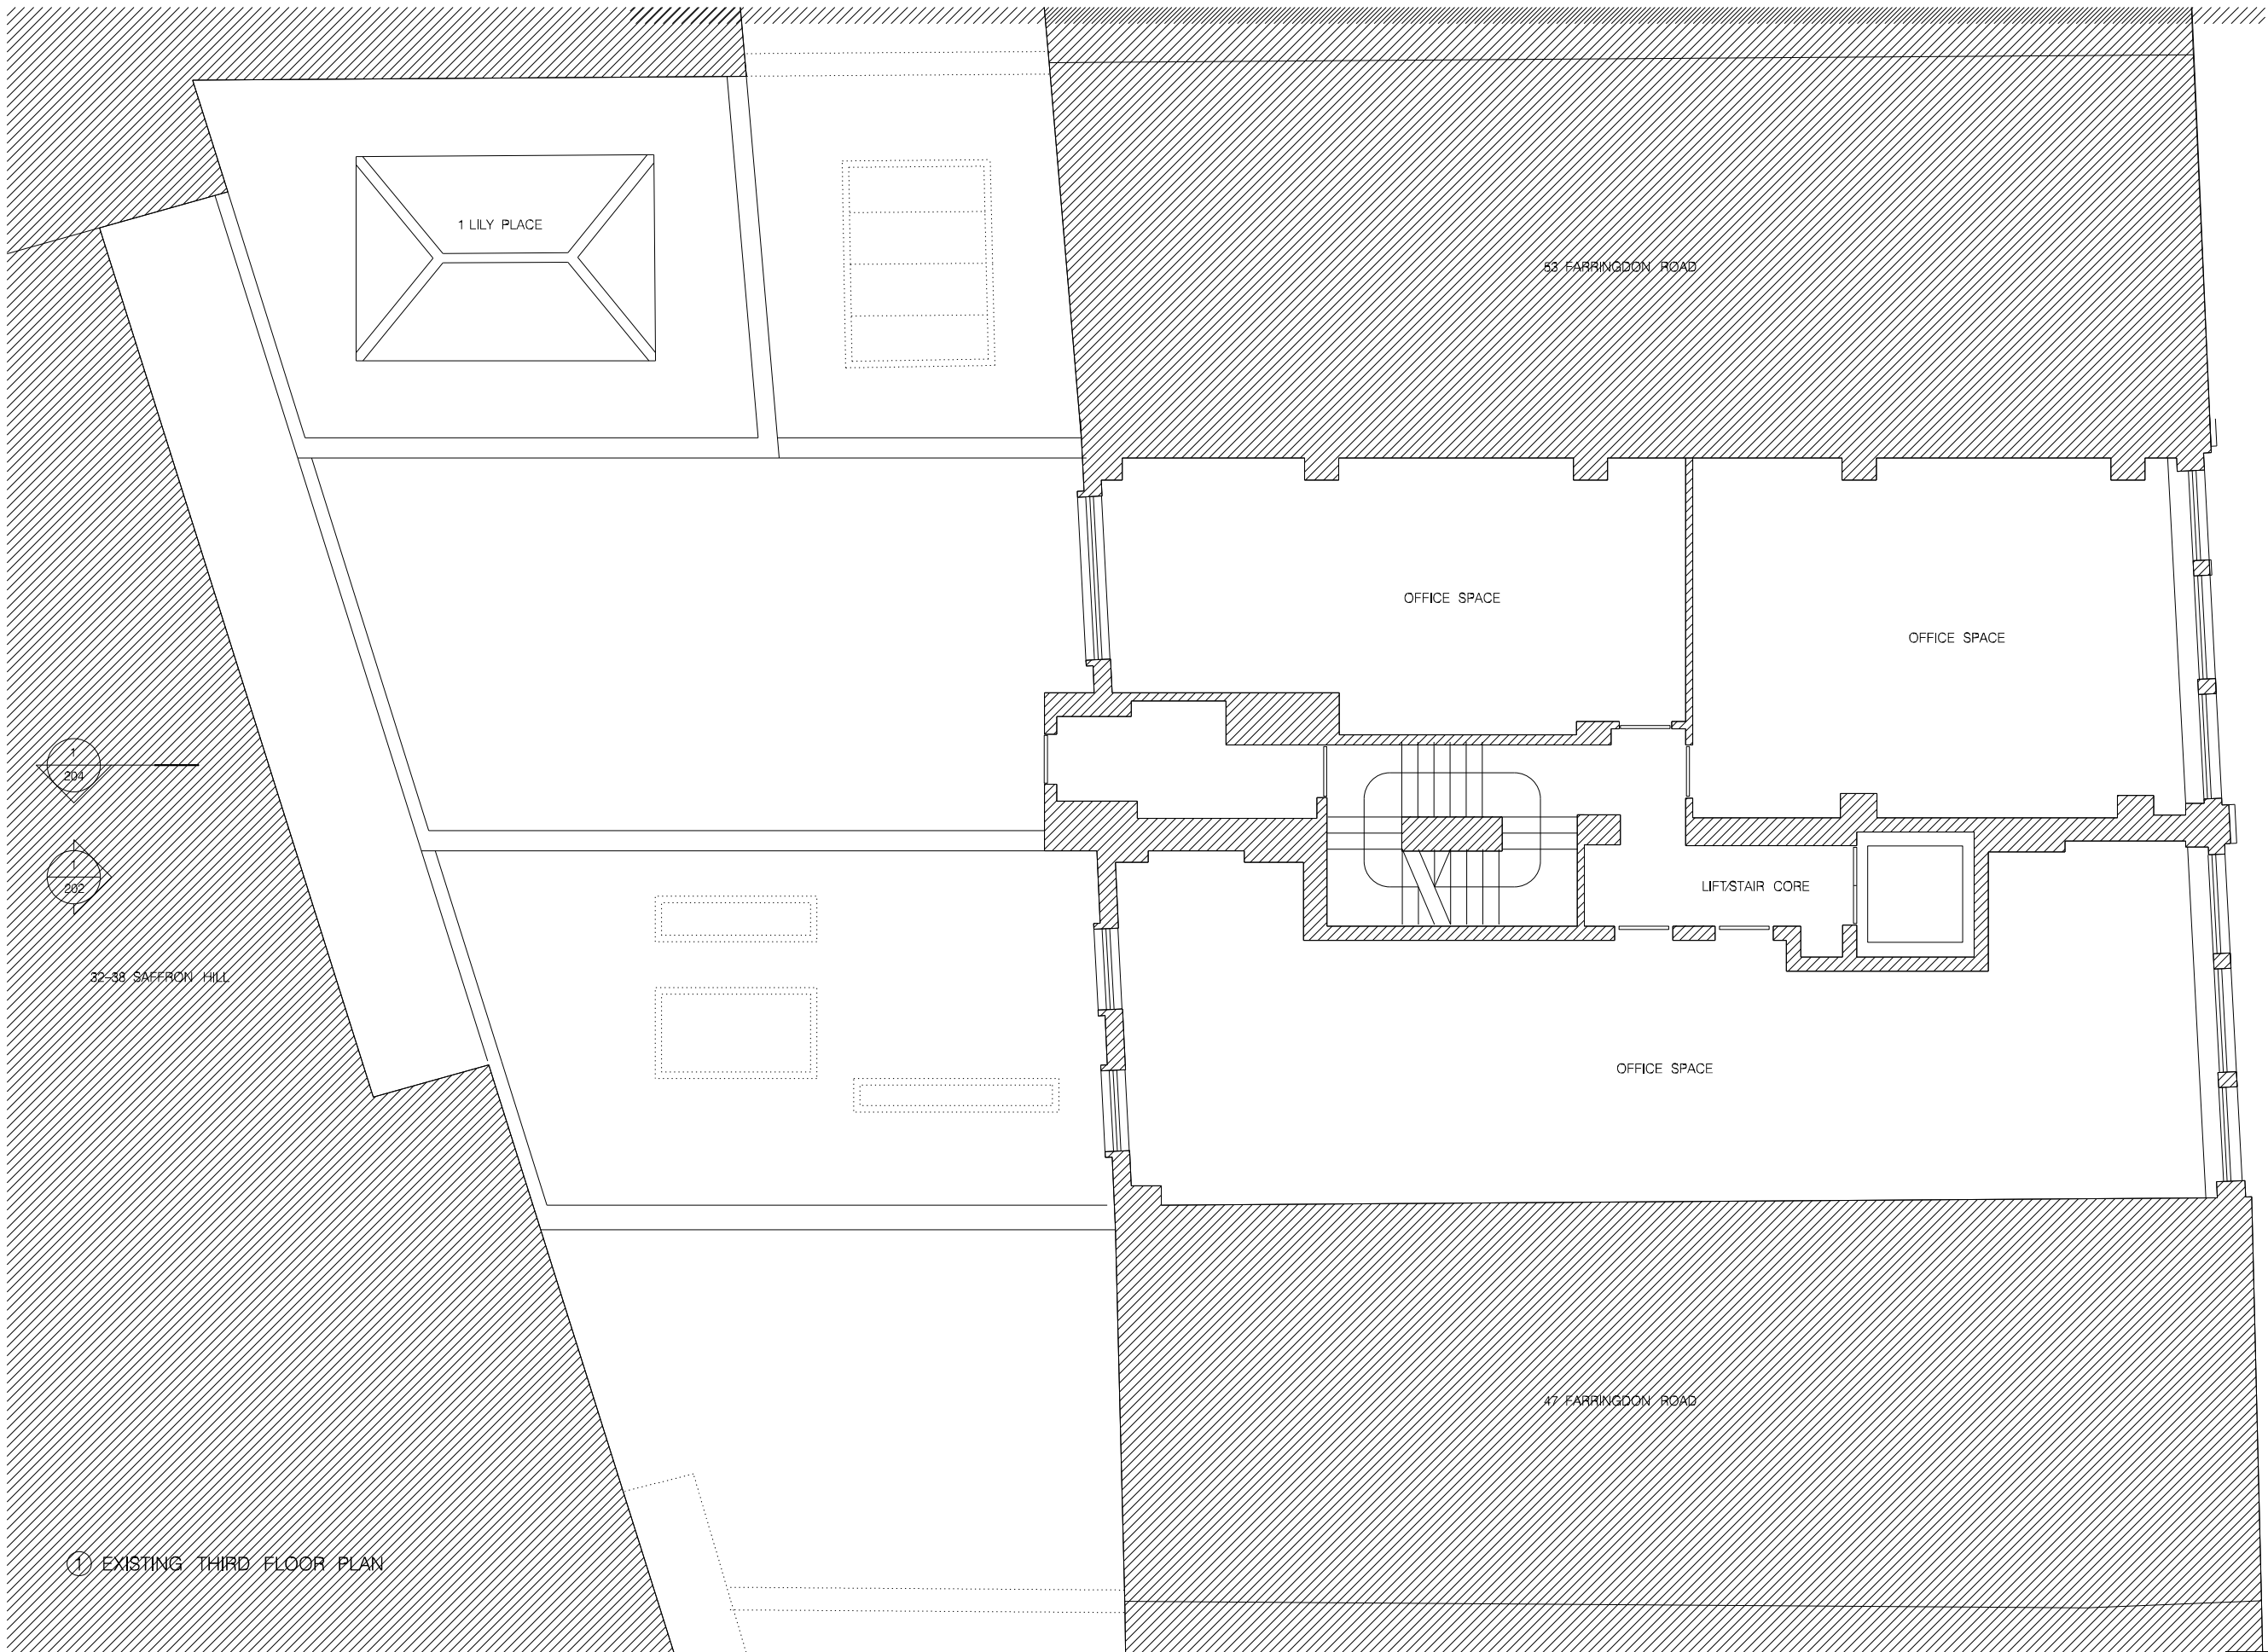 1 LILY PLACE
53 FARRINGDON ROAD
OFFICE SPACE
OFFICE SPACE
1
204
1
202
LIFT/STAIR CORE
32-38 SAFFRON HILL
OFFICE SPACE
47 FARRINGDON ROAD
1 EXISTING THIRD FLOOR PLAN